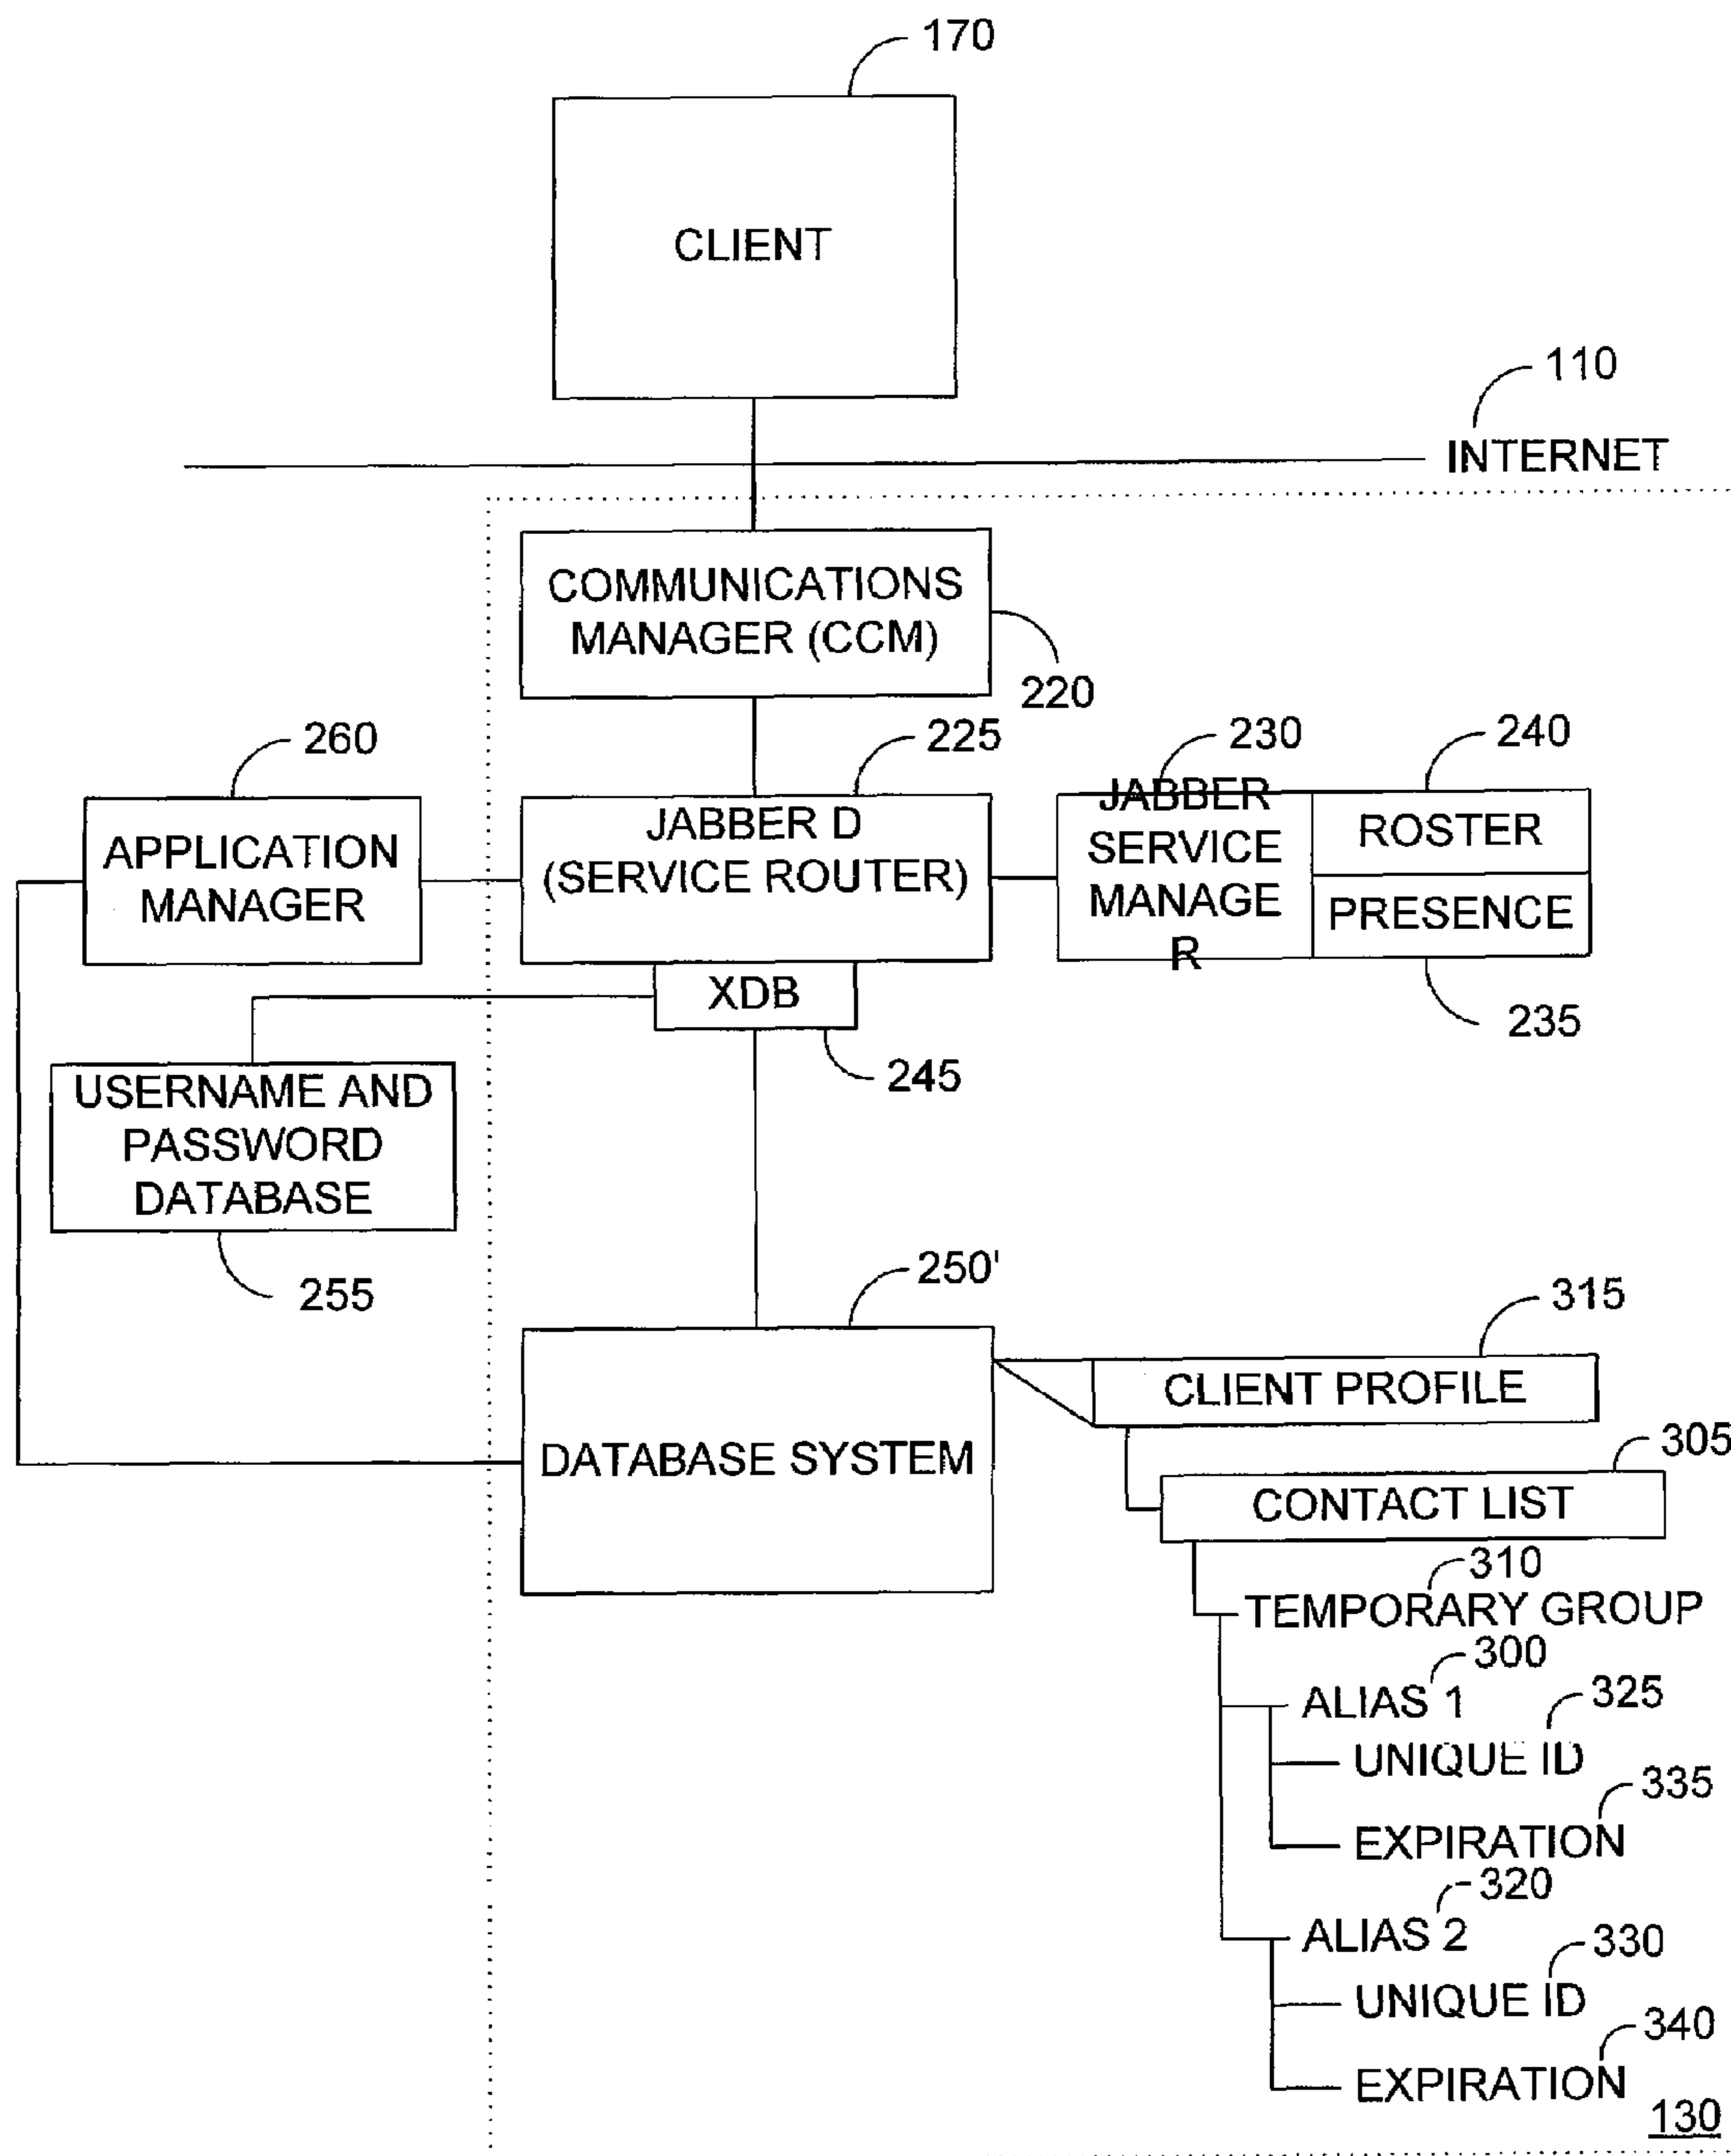 170
CLIENT
110
INTERNET
COMMUNICATIONS
MANAGER (CCM)
220
260
225
230
240
APPLICATION
MANAGER
JABBER D
(SERVICE ROUTER)
JABBER
SERVICE
MANAGE
R
ROSTER
PRESENCE
XDB
235
245
USERNAME AND
PASSWORD
DATABASE
255
250'
315
CLIENT PROFILE
DATABASE SYSTEM
305
CONTACT LIST
310
TEMPORARY GROUP
300
ALIAS 1
325
UNIQUE ID
335
EXPIRATION
320
ALIAS 2
330
UNIQUE ID
340
EXPIRATION
130